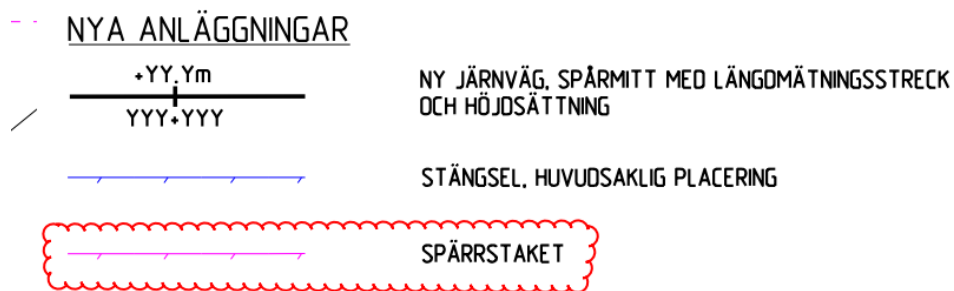 NYA ANLÄGGNINGAR
+YY.Ym
YYY+YYY
NY JÄRNVÄG, SPÅRMITT MED LÄNGDMÄTNINGSSTRECK
OCH HÖJDSÄTTNING
STÄNGSEL, HUVUDSAKLIG PLACERING
SPÄRRSTAKET